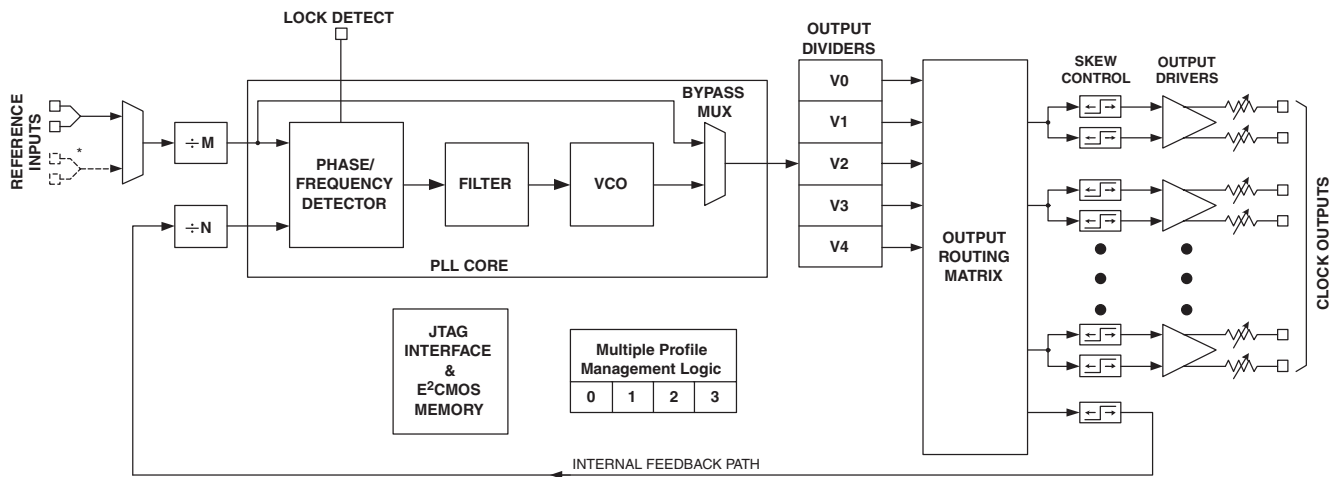 LOCK DETECT
OUTPUT
DIVIDERS
SKEW
CONTROL
OUTPUT
DRIVERS
REFERENCE
INPUTS
*
÷M
÷N
PHASE/
FREQUENCY
DETECTOR
FILTER
VCO
BYPASS
MUX
PLL CORE
V0
V1
V2
V3
V4
OUTPUT
ROUTING
MATRIX
CLOCK OUTPUTS
JTAG
INTERFACE
&
E²CMOS
MEMORY
Multiple Profile
Management Logic
0 1 2 3
INTERNAL FEEDBACK PATH